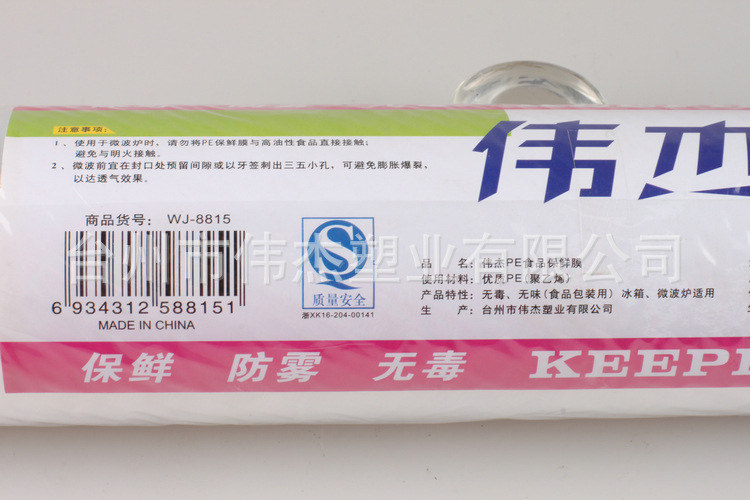 注意事项：
1、使用于微波炉时，请勿将PE保鲜膜与高油性食品直接接触；
避免与明火接触。
2、微波前宜在封口处预留间隙或以牙签刺出三五小孔，可避免膨胀爆裂，
以达透气效果。
伟杰
商品货号：WJ-8815
6 934312 588151
MADE IN CHINA
QS
质量安全
浙XK16-204-00141
品名：伟杰PE食品保鲜膜
使用材料：优质PE(聚乙烯)
产品特性：无毒、无味(食品包装用)冰箱、微波炉适用
生产：台州市伟杰塑业有限公司
台州市伟杰塑业有限公司
保鲜 防雾 无毒 KEEPI